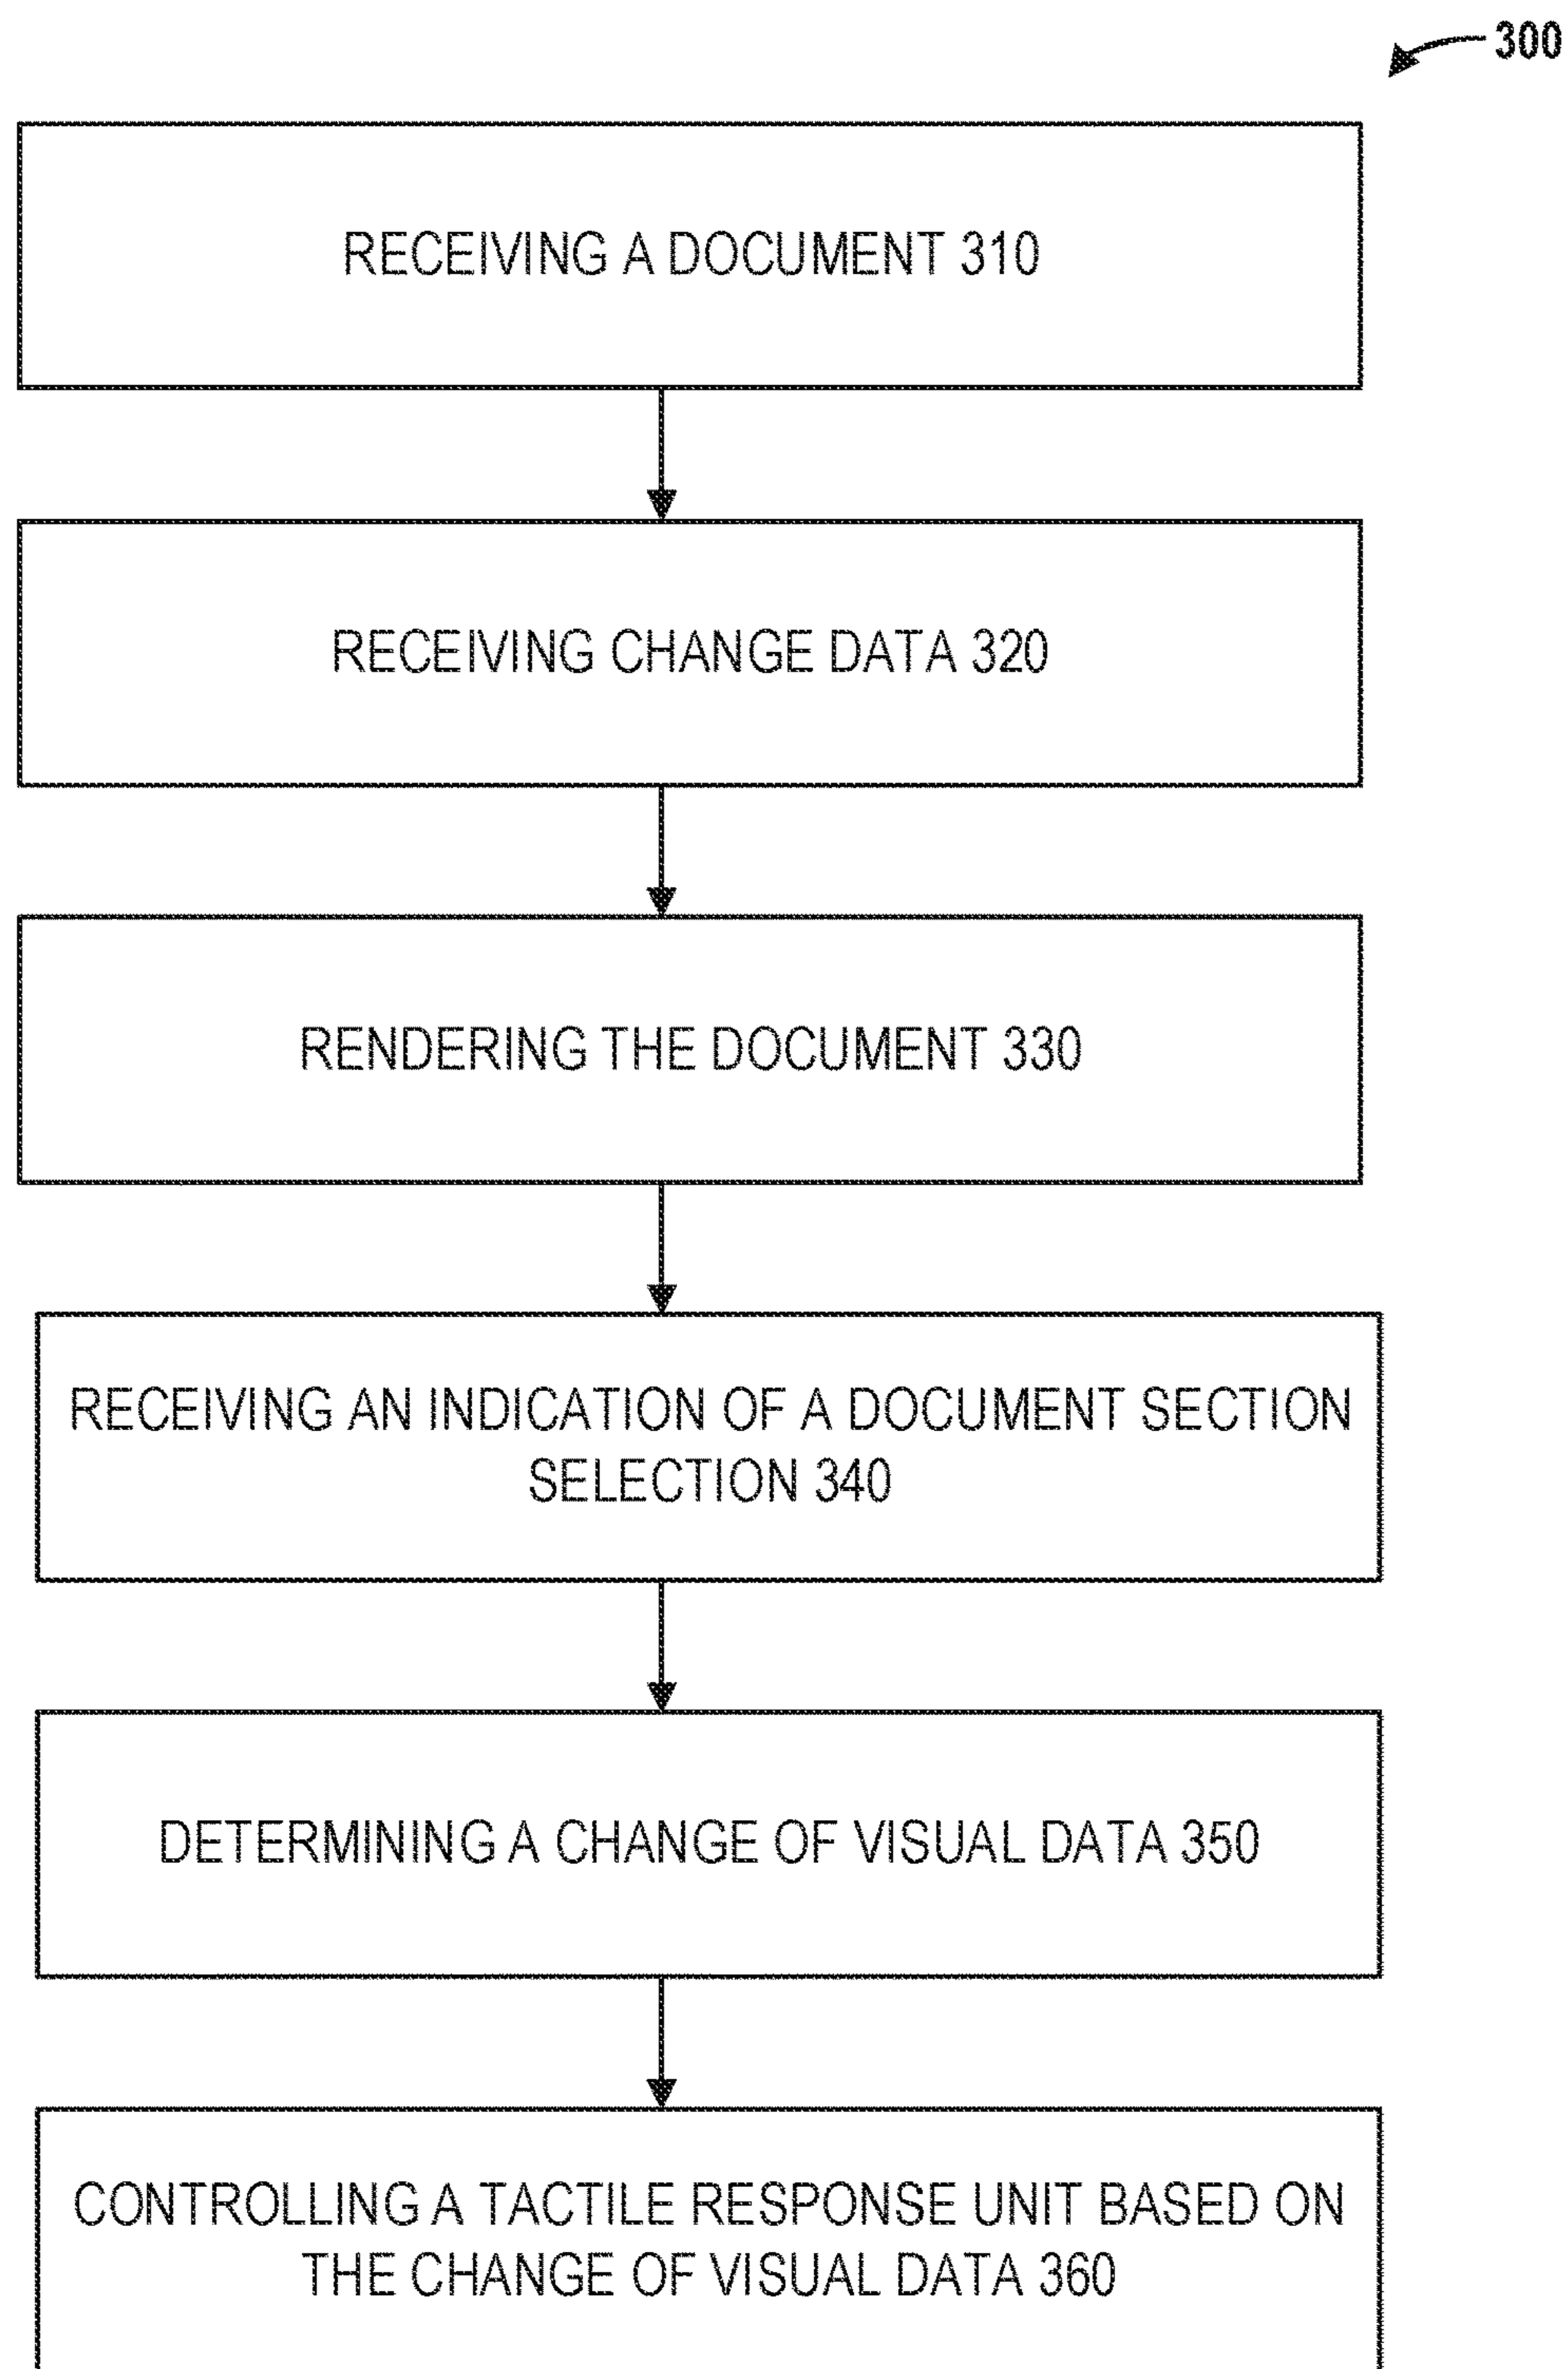 300
RECEIVING A DOCUMENT 310
RECEIVING CHANGE DATA 320
RENDERING THE DOCUMENT 330
RECEIVING AN INDICATION OF A DOCUMENT SECTION
SELECTION 340
DETERMINING A CHANGE OF VISUAL DATA 350
CONTROLLING A TACTILE RESPONSE UNIT BASED ON
THE CHANGE OF VISUAL DATA 360